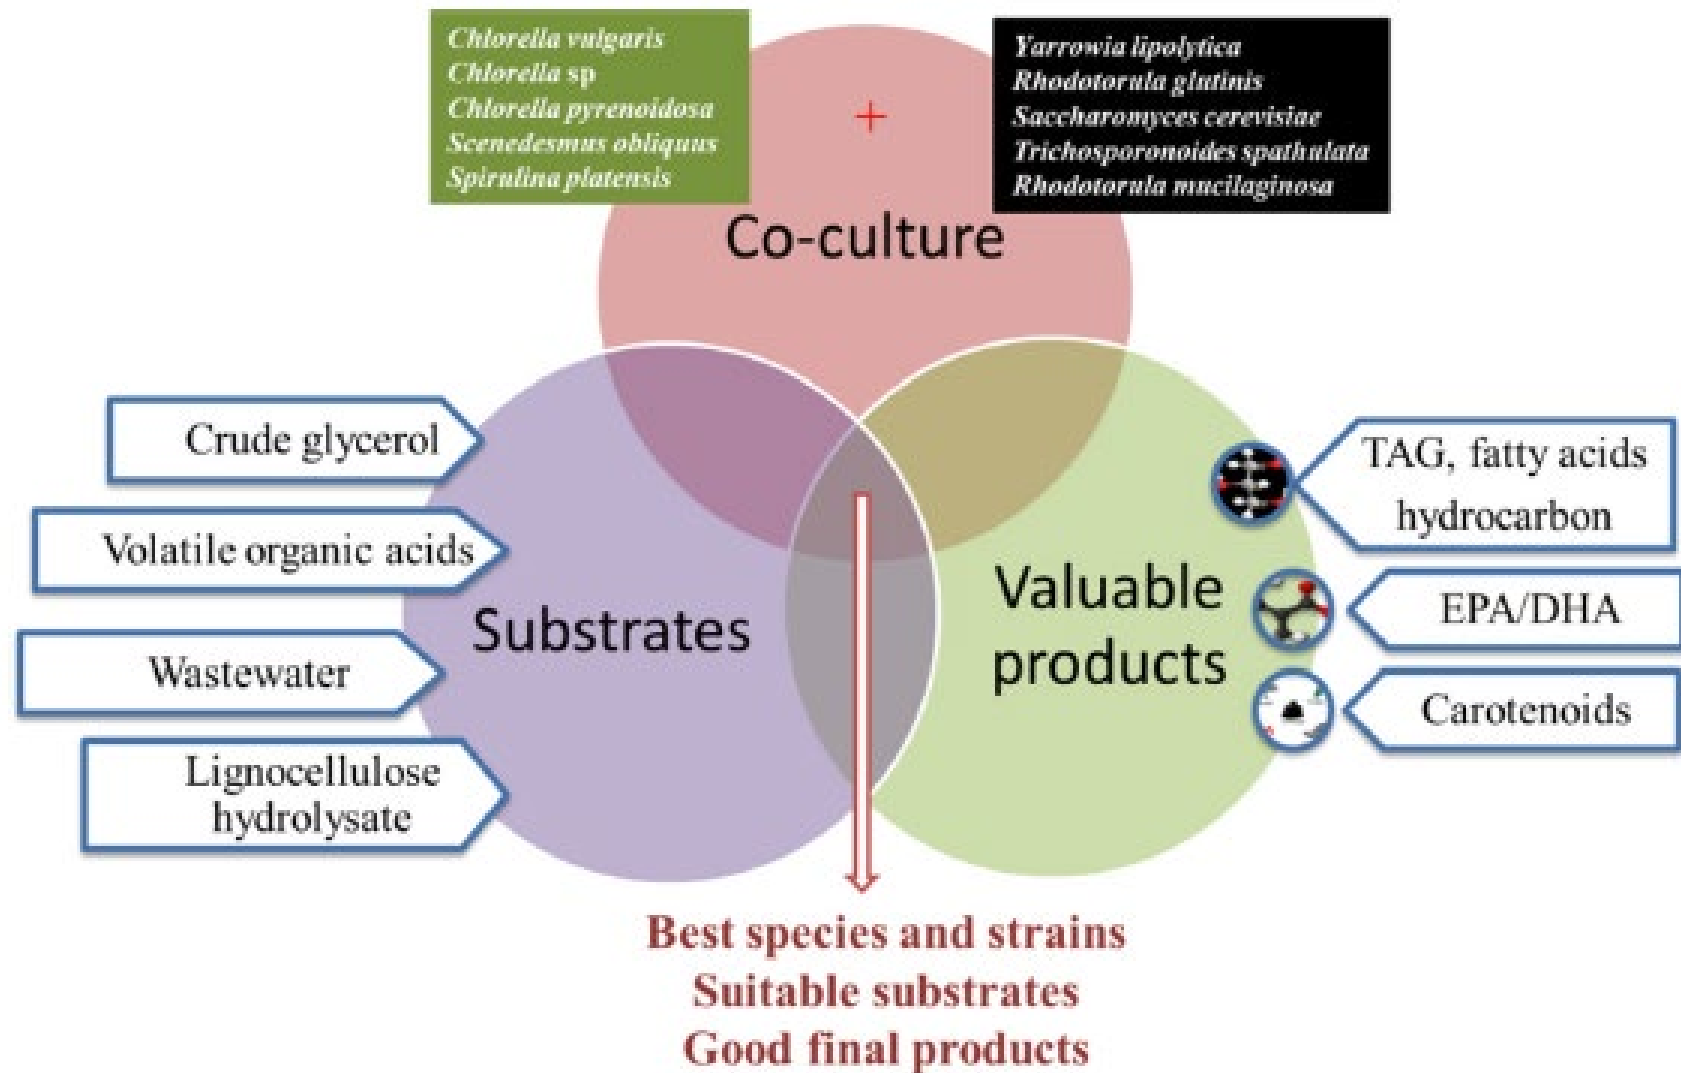 Chlorella vulgaris
Chlorella sp
Chlorella pyrenoidosa
Scenedesmus obliquus
Spirulina platensis
+
Yarrowia lipolytica
Rhodotorula glutinis
Saccharomyces cerevisiae
Trichosporonoides spathulata
Rhodotorula mucilaginosa
Co-culture
Crude glycerol
Volatile organic acids
Wastewater
Lignocellulose
hydrolysate
Substrates
Valuable
products
TAG, fatty acids
hydrocarbon
EPA/DHA
Carotenoids
Best species and strains
Suitable substrates
Good final products